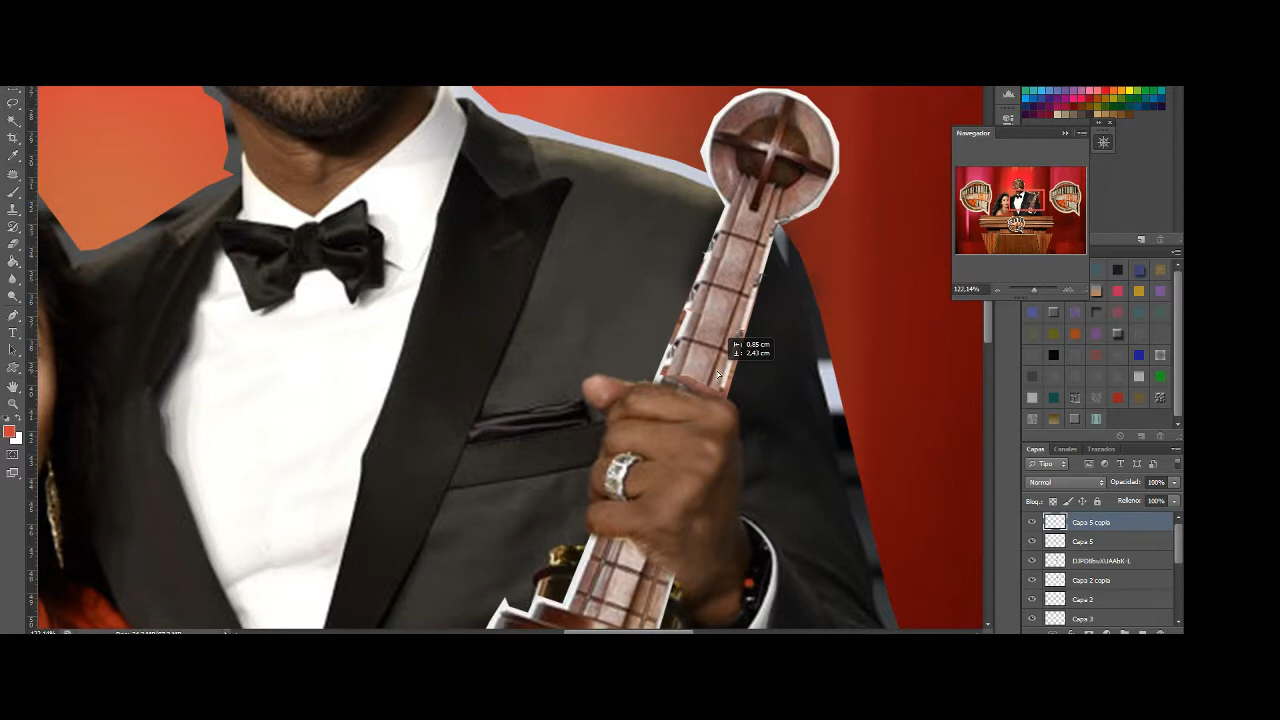 Navegador
122,14%
0.85 cm
2,43 cm
Capas Canales Trazados
Tipo
Normal Opacidad: 100%
Bloq.: Relleno: 100%
Capa 5 copia
Capa 5
Capa 2 copia
Capa 2
Capa 3